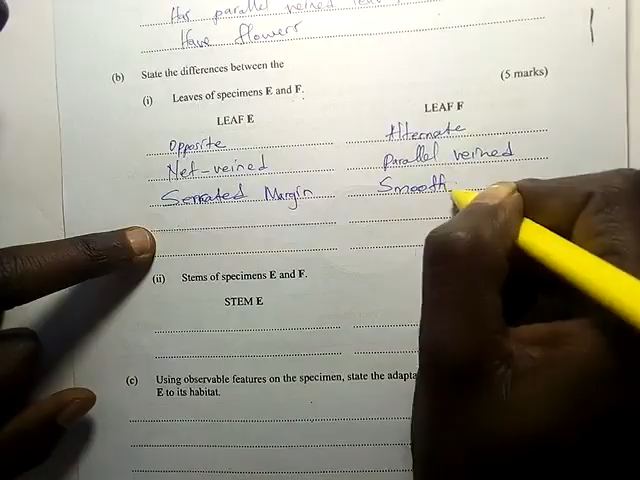 Has parallel veined
Have flowers
(b) State the differences between the
(5 marks)
(i) Leaves of specimens E and F.
LEAF E LEAF F
Opposite Alternate
Net-veined Parallel veined
Serrated Margin Smooth
(ii) Stems of specimens E and F.
STEM E
(c) Using observable features on the specimen, state the adapta
E to its habitat.